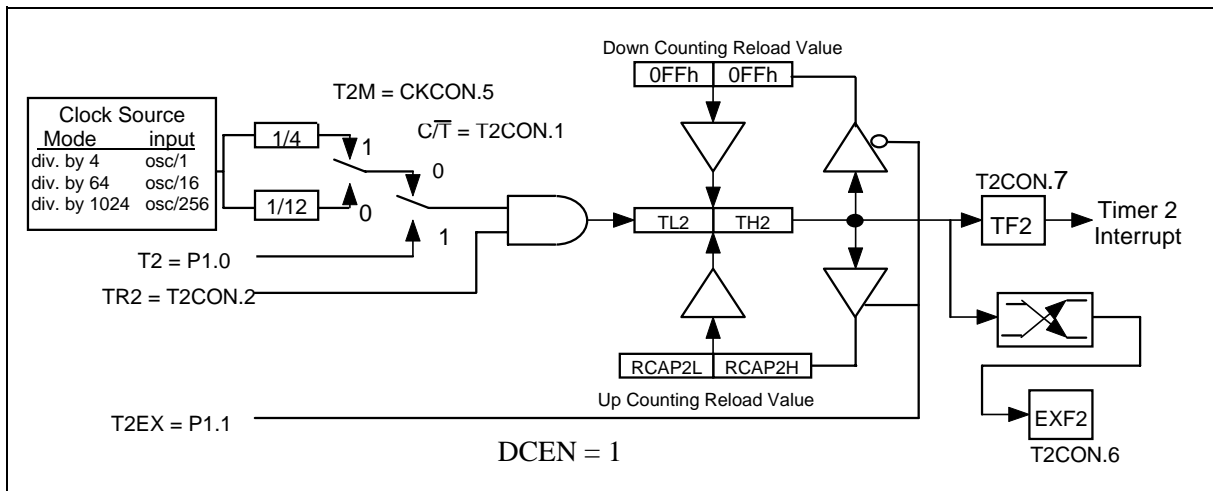 Down Counting Reload Value
0FFh 0FFh
T2M = CKCON.5
C/T̅ = T2CON.1
Clock Source
Mode input
div. by 4 osc/1
div. by 64 osc/16
div. by 1024 osc/256
1/4
1
0
1/12
0
1
T2 = P1.0
TR2 = T2CON.2
TL2 TH2
T2CON.7
TF2
Timer 2
Interrupt
RCAP2L RCAP2H
Up Counting Reload Value
T2EX = P1.1
EXF2
T2CON.6
DCEN = 1